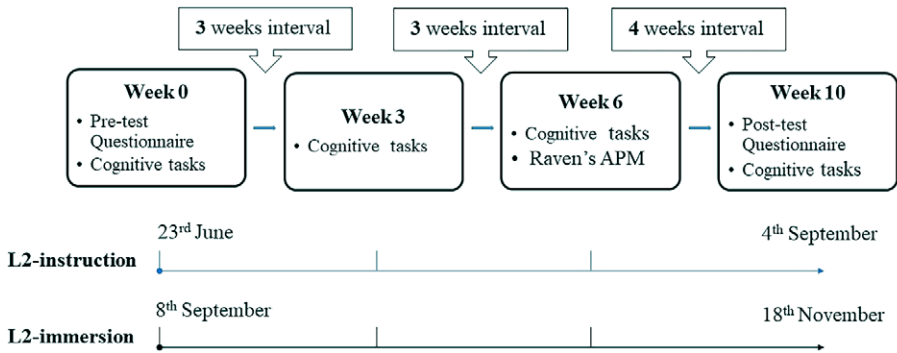 3 weeks interval
3 weeks interval
4 weeks interval
Week 0
• Pre-test
Questionnaire
• Cognitive tasks
Week 3
• Cognitive tasks
Week 6
• Cognitive tasks
• Raven's APM
Week 10
• Post-test
Questionnaire
• Cognitive tasks
23rd June
4th September
L2-instruction
8th September
18th November
L2-immersion